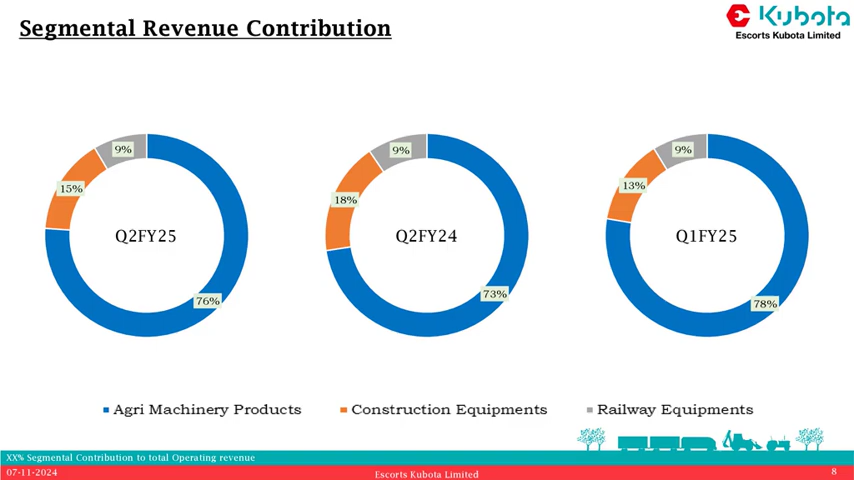 Segmental Revenue Contribution
Kubota
Escorts Kubota Limited
9%
15%
Q2FY25
76%
9%
18%
Q2FY24
73%
9%
13%
Q1FY25
78%
Agri Machinery Products
Construction Equipments
Railway Equipments
XX% Segmental Contribution to total Operating revenue
07-11-2024
Escorts Kubota Limited
8